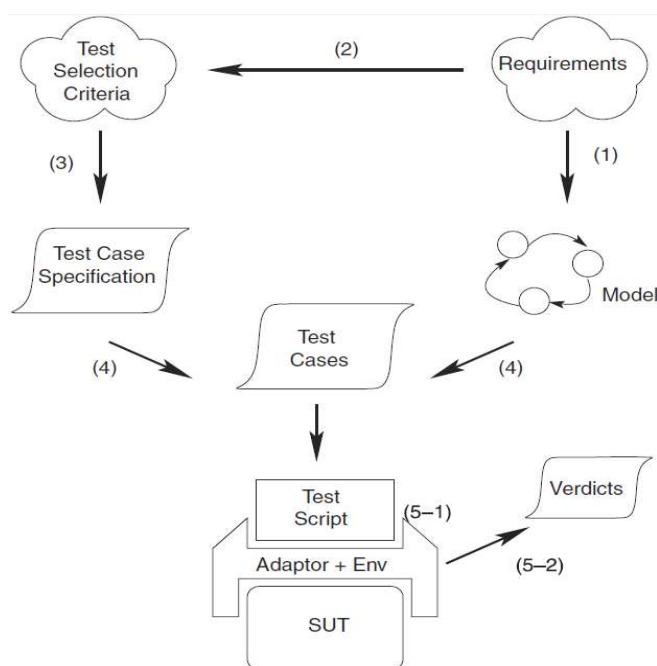 Test
Selection
Criteria
(2)
Requirements
(3)
(1)
Test Case
Specification
Model
(4)
Test
Cases
(4)
Test
Script
(5–1)
Verdicts
Adaptor + Env
(5–2)
SUT